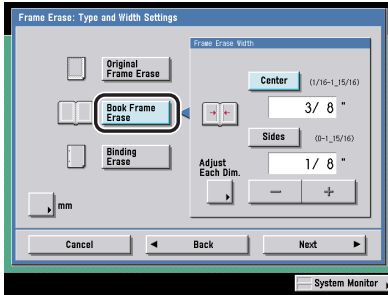 Frame Erase: Type and Width Settings
Original
Frame Erase
Book Frame
Erase
Binding
Erase
mm
Frame Erase Width
Center (1/16-1_15/16)
3/ 8 "
Sides (0-1_15/16)
1/ 8 "
Adjust
Each Dim.
- +
Cancel ◄ Back Next ►
System Monitor